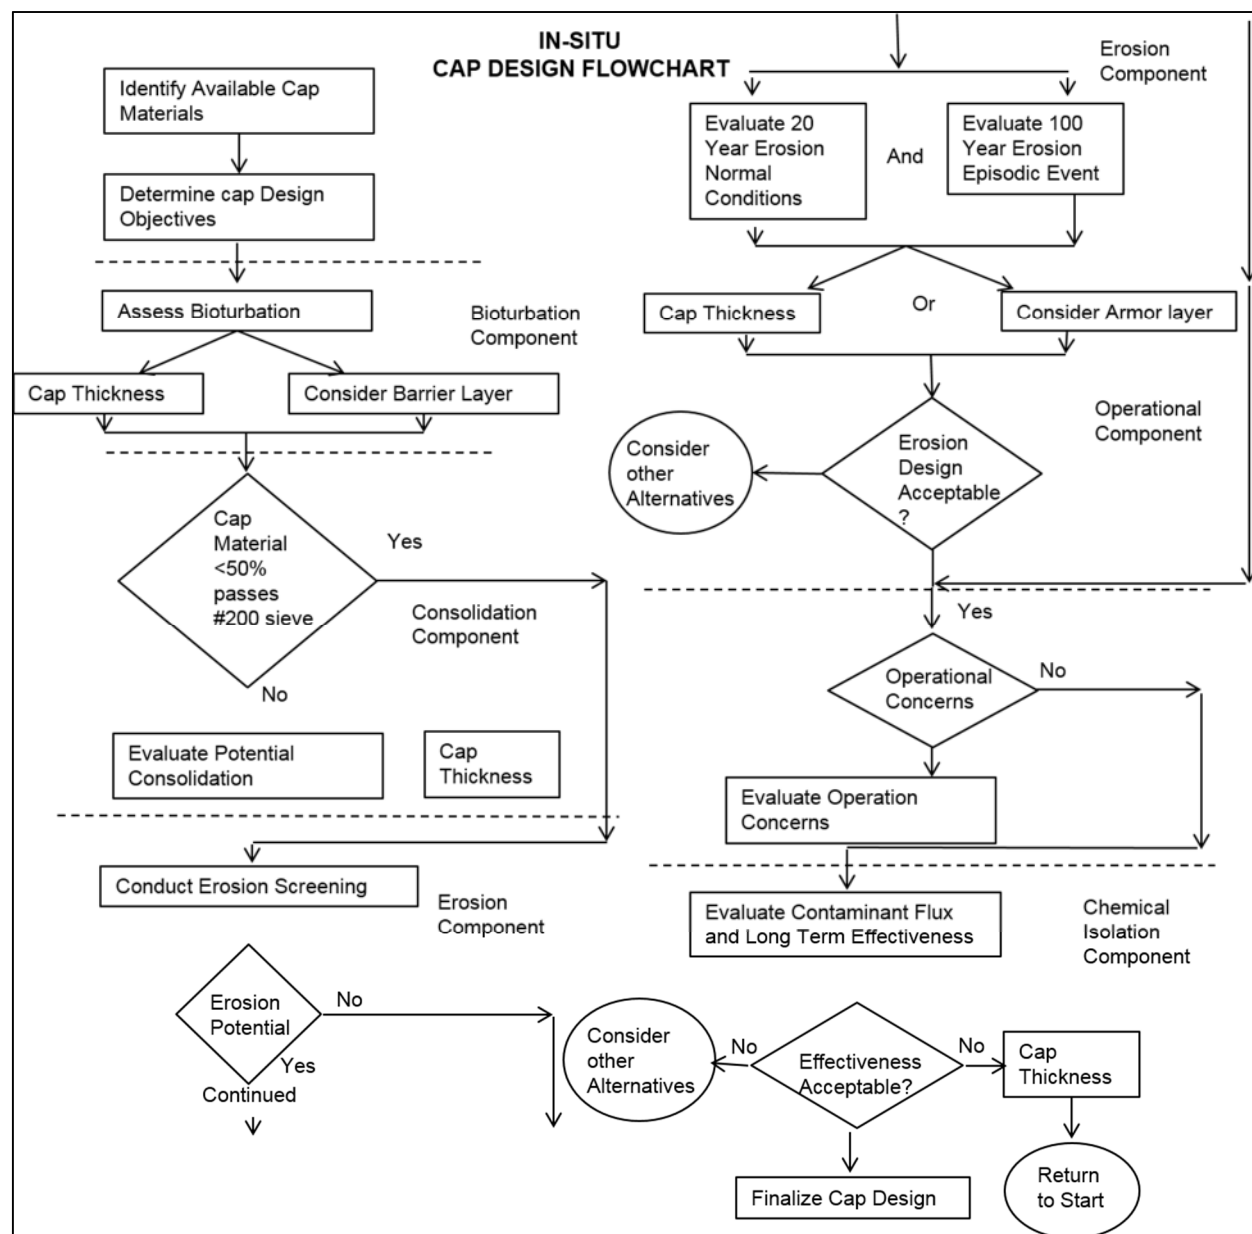 IN-SITU
CAP DESIGN FLOWCHART
Identify Available Cap
Materials
Determine cap Design
Objectives
Assess Bioturbation
Bioturbation
Component
Cap Thickness
Consider Barrier Layer
Cap
Material
<50%
passes
#200 sieve
Yes
Consolidation
Component
No
Evaluate Potential
Consolidation
Cap
Thickness
Conduct Erosion Screening
Erosion
Component
Erosion
Potential
No
Yes
Continued
Erosion
Component
Evaluate 20
Year Erosion
Normal
Conditions
And
Evaluate 100
Year Erosion
Episodic Event
Cap Thickness
Or
Consider Armor layer
Operational
Component
Consider
other
Alternatives
Erosion
Design
Acceptable
?
Yes
Operational
Concerns
No
Evaluate Operation
Concerns
Evaluate Contaminant Flux
and Long Term Effectiveness
Chemical
Isolation
Component
Consider
other
Alternatives
No
Effectiveness
Acceptable?
No
Cap
Thickness
Finalize Cap Design
Return
to Start